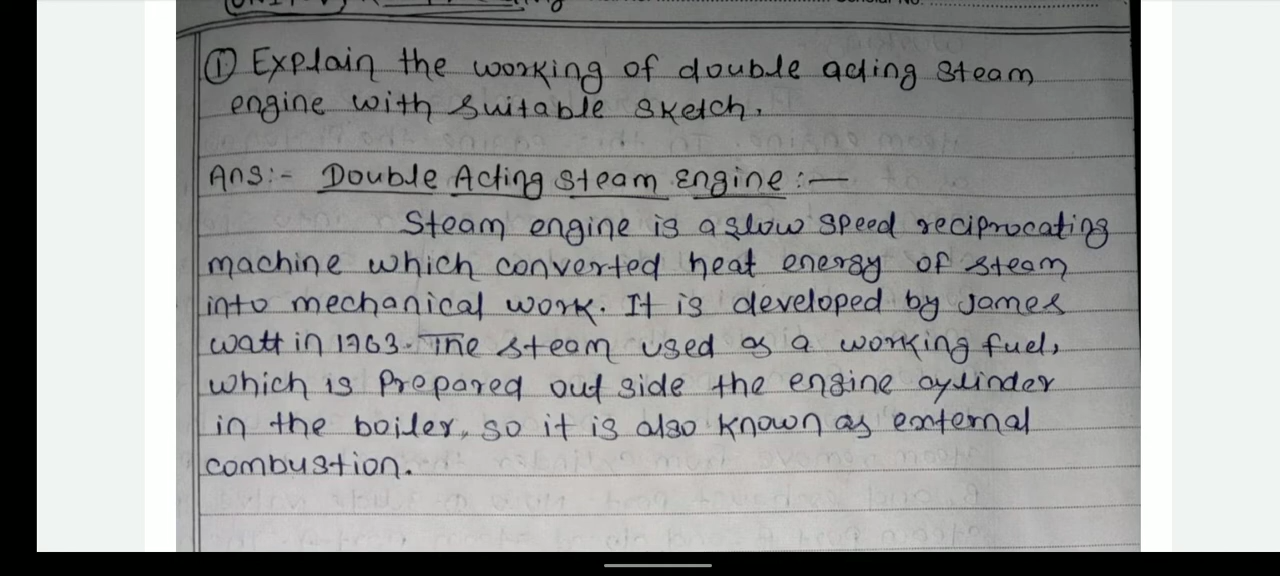 ① Explain the working of double acting steam
engine with suitable sketch.
Ans:- Double Acting steam Engine :—
Steam engine is a slow speed reciprocating
machine which converted heat energy of steam
into mechanical work. It is developed by James
watt in 1763. The steam used as a working fuel,
which is prepared out side the engine cylinder
in the boiler, so it is also known as external
combustion.